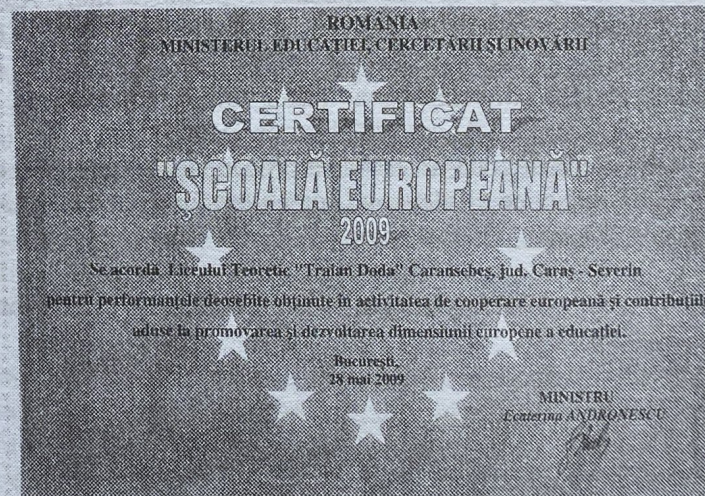 ROMÂNIA
MINISTERUL EDUCAȚIEI, CERCETĂRII ȘI INOVĂRII
CERTIFICAT
"ȘCOALĂ EUROPEANĂ"
2009
Se acordă Liceului Teoretic "Traian Doda" Caransebeș, jud. Caraș - Severin
pentru performanțele deosebite obținute în activitatea de cooperare europeană și contribuțiile
aduse la promovarea și dezvoltarea dimensiunii europene a educației.
București,
28 mai 2009
MINISTRU
Ecaterina ANDRONESCU